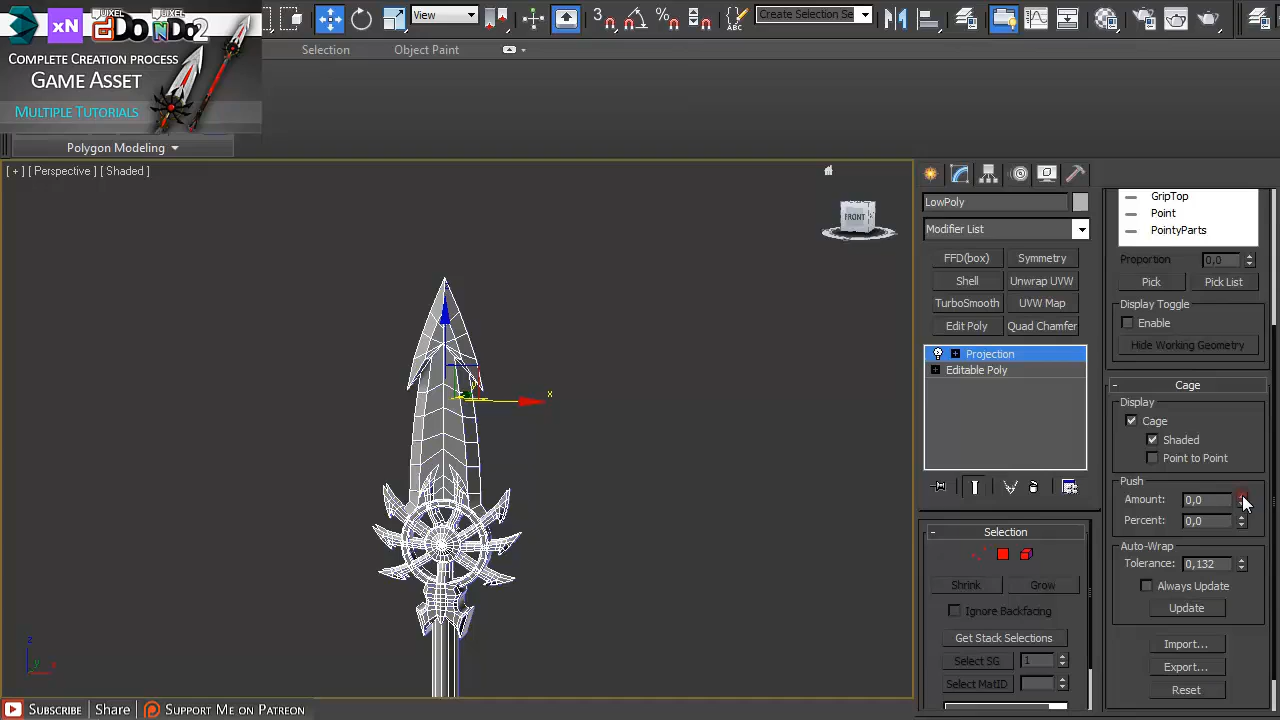 xN
PIXEL
PIXEL
DO N DO2
COMPLETE CREATION PROCESS
GAME ASSET
MULTIPLE TUTORIALS
View
Create Selection Se
ABC
Selection
Object Paint
Polygon Modeling
[ + ] [ Perspective ] [ Shaded ]
FRONT
x
z
y
x
LowPoly
Modifier List
FFD(box)
Symmetry
Shell
Unwrap UVW
TurboSmooth
UVW Map
Edit Poly
Quad Chamfer
Projection
Editable Poly
Selection
Shrink
Grow
Ignore Backfacing
Get Stack Selections
Select SG
1
Select MatID
GripTop
Point
PointyParts
Proportion
0,0
Pick
Pick List
Display Toggle
Enable
Hide Working Geometry
Cage
Display
Cage
Shaded
Point to Point
Push
Amount: 0,0
Percent: 0,0
Auto-Wrap
Tolerance: 0,132
Always Update
Update
Import...
Export...
Reset
SUBSCRIBE
Share
SUPPORT ME ON PATREON